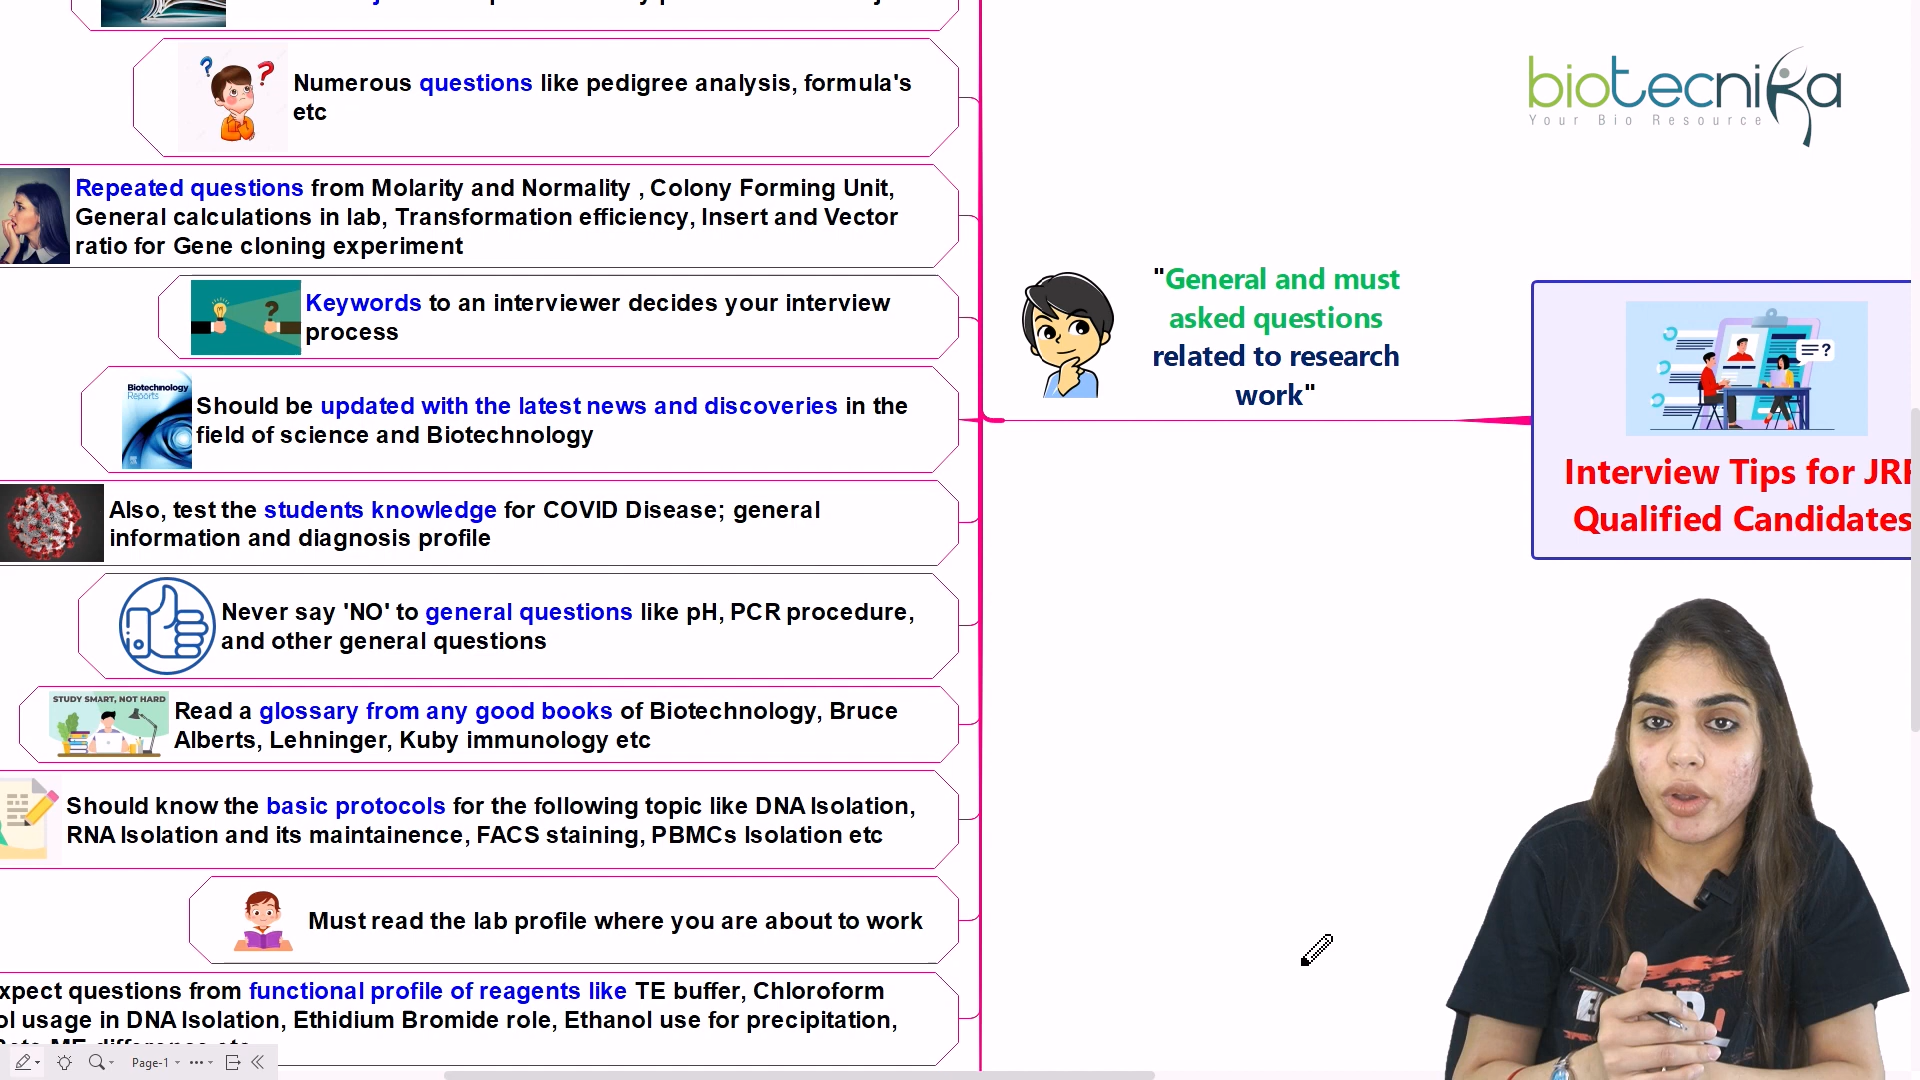 Numerous questions like pedigree analysis, formula's
etc
Repeated questions from Molarity and Normality , Colony Forming Unit,
General calculations in lab, Transformation efficiency, Insert and Vector
ratio for Gene cloning experiment
Keywords to an interviewer decides your interview
process
Biotechnology
Reports
Should be updated with the latest news and discoveries in the
field of science and Biotechnology
Also, test the students knowledge for COVID Disease; general
information and diagnosis profile
Never say 'NO' to general questions like pH, PCR procedure,
and other general questions
STUDY SMART, NOT HARD
Read a glossary from any good books of Biotechnology, Bruce
Alberts, Lehninger, Kuby immunology etc
Should know the basic protocols for the following topic like DNA Isolation,
RNA Isolation and its maintainence, FACS staining, PBMCs Isolation etc
Must read the lab profile where you are about to work
xpect questions from functional profile of reagents like TE buffer, Chloroform
ol usage in DNA Isolation, Ethidium Bromide role, Ethanol use for precipitation,
Page-1
"General and must
asked questions
related to research
work"
biotecnika
Your Bio Resource
Interview Tips for JRF
Qualified Candidates